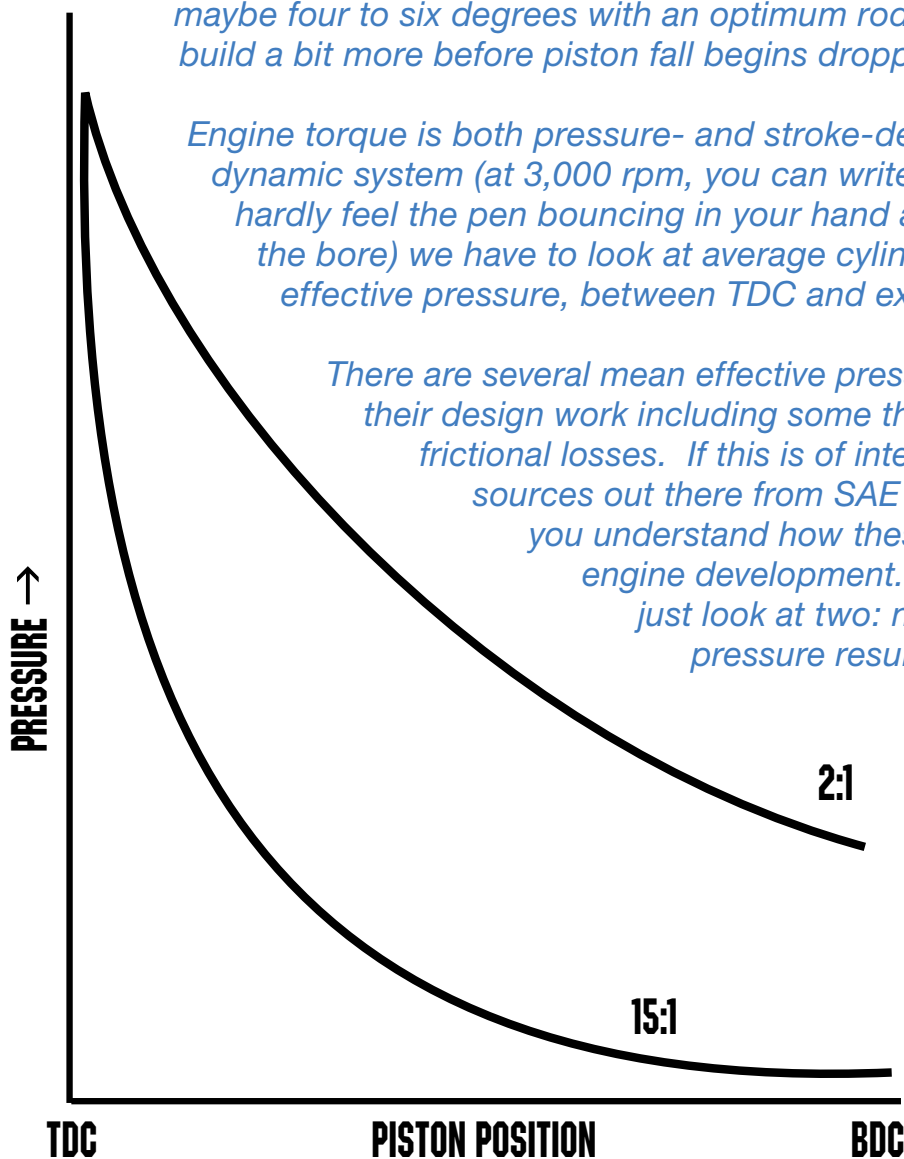 maybe four to six degrees with an optimum rod
build a bit more before piston fall begins dropp
Engine torque is both pressure- and stroke-de
dynamic system (at 3,000 rpm, you can write
hardly feel the pen bouncing in your hand a
the bore) we have to look at average cylin
effective pressure, between TDC and ex
There are several mean effective pres
their design work including some th
frictional losses.  If this is of inte
sources out there from SAE
you understand how thes
engine development.
just look at two: n
pressure resul
PRESSURE →
2:1
15:1
TDC PISTON POSITION BDC